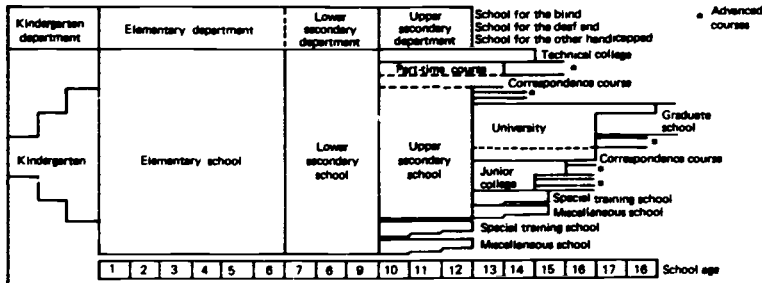 Kindergarten
department
Elementary department
Lower
secondary
department
Upper
secondary
department
School for the blind
School for the deaf and
School for the other handicapped
• Advanced
courses
Technical college
Part-time course
Correspondence course
University
Graduate
school
Kindergarten
Elementary school
Lower
secondary
school
Upper
secondary
school
Correspondence course
Junior
college
Special training school
Miscellaneous school
Special training school
Miscellaneous school
1 2 3 4 5 6 7 6 9 10 11 12 13 14 15 16 17 16 School age